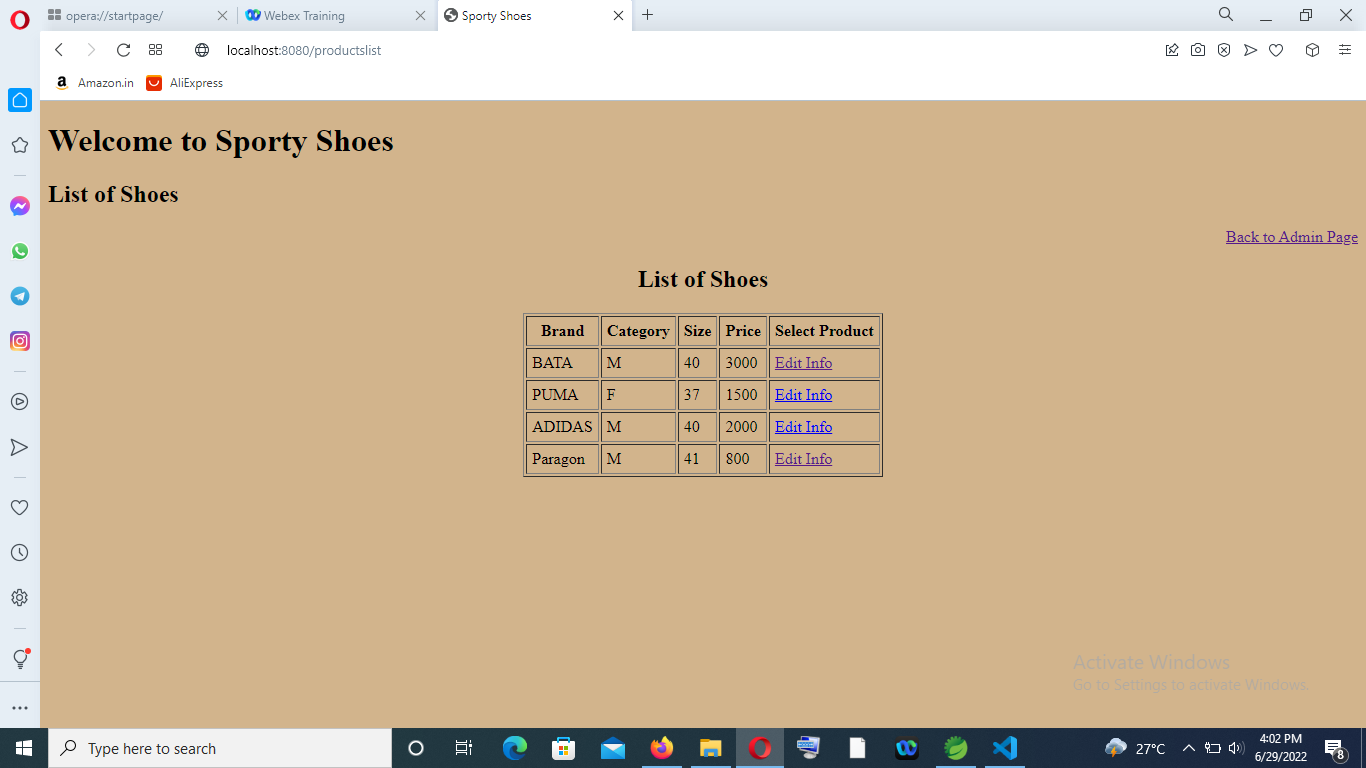 opera://startpage/
Webex Training
Sporty Shoes
localhost:8080/productslist
Amazon.in
AliExpress
Welcome to Sporty Shoes
List of Shoes
Back to Admin Page
List of Shoes
Brand Category Size Price Select Product
BATA M 40 3000 Edit Info
PUMA F 37 1500 Edit Info
ADIDAS M 40 2000 Edit Info
Paragon M 41 800 Edit Info
Activate Windows
Go to Settings to activate Windows.
Type here to search
27°C
4:02 PM
6/29/2022
8